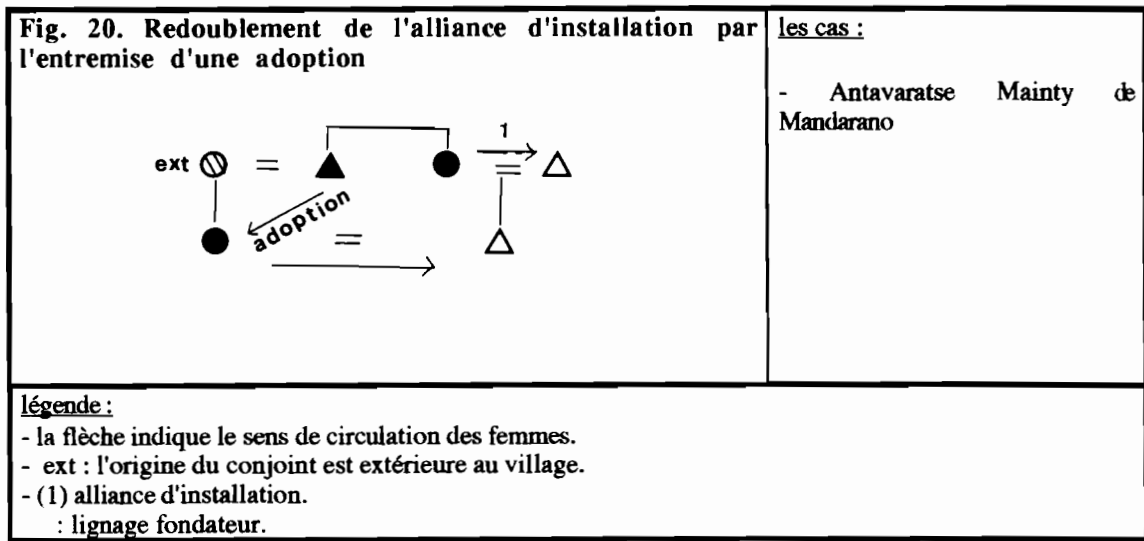 Fig. 20. Redoublement de l'alliance d'installation par
l'entremise d'une adoption
les cas :
- Antavaratse Mainty de
Mandarano
1
ext = =
adoption
=
légende :
- la flèche indique le sens de circulation des femmes.
- ext : l'origine du conjoint est extérieure au village.
- (1) alliance d'installation.
: lignage fondateur.